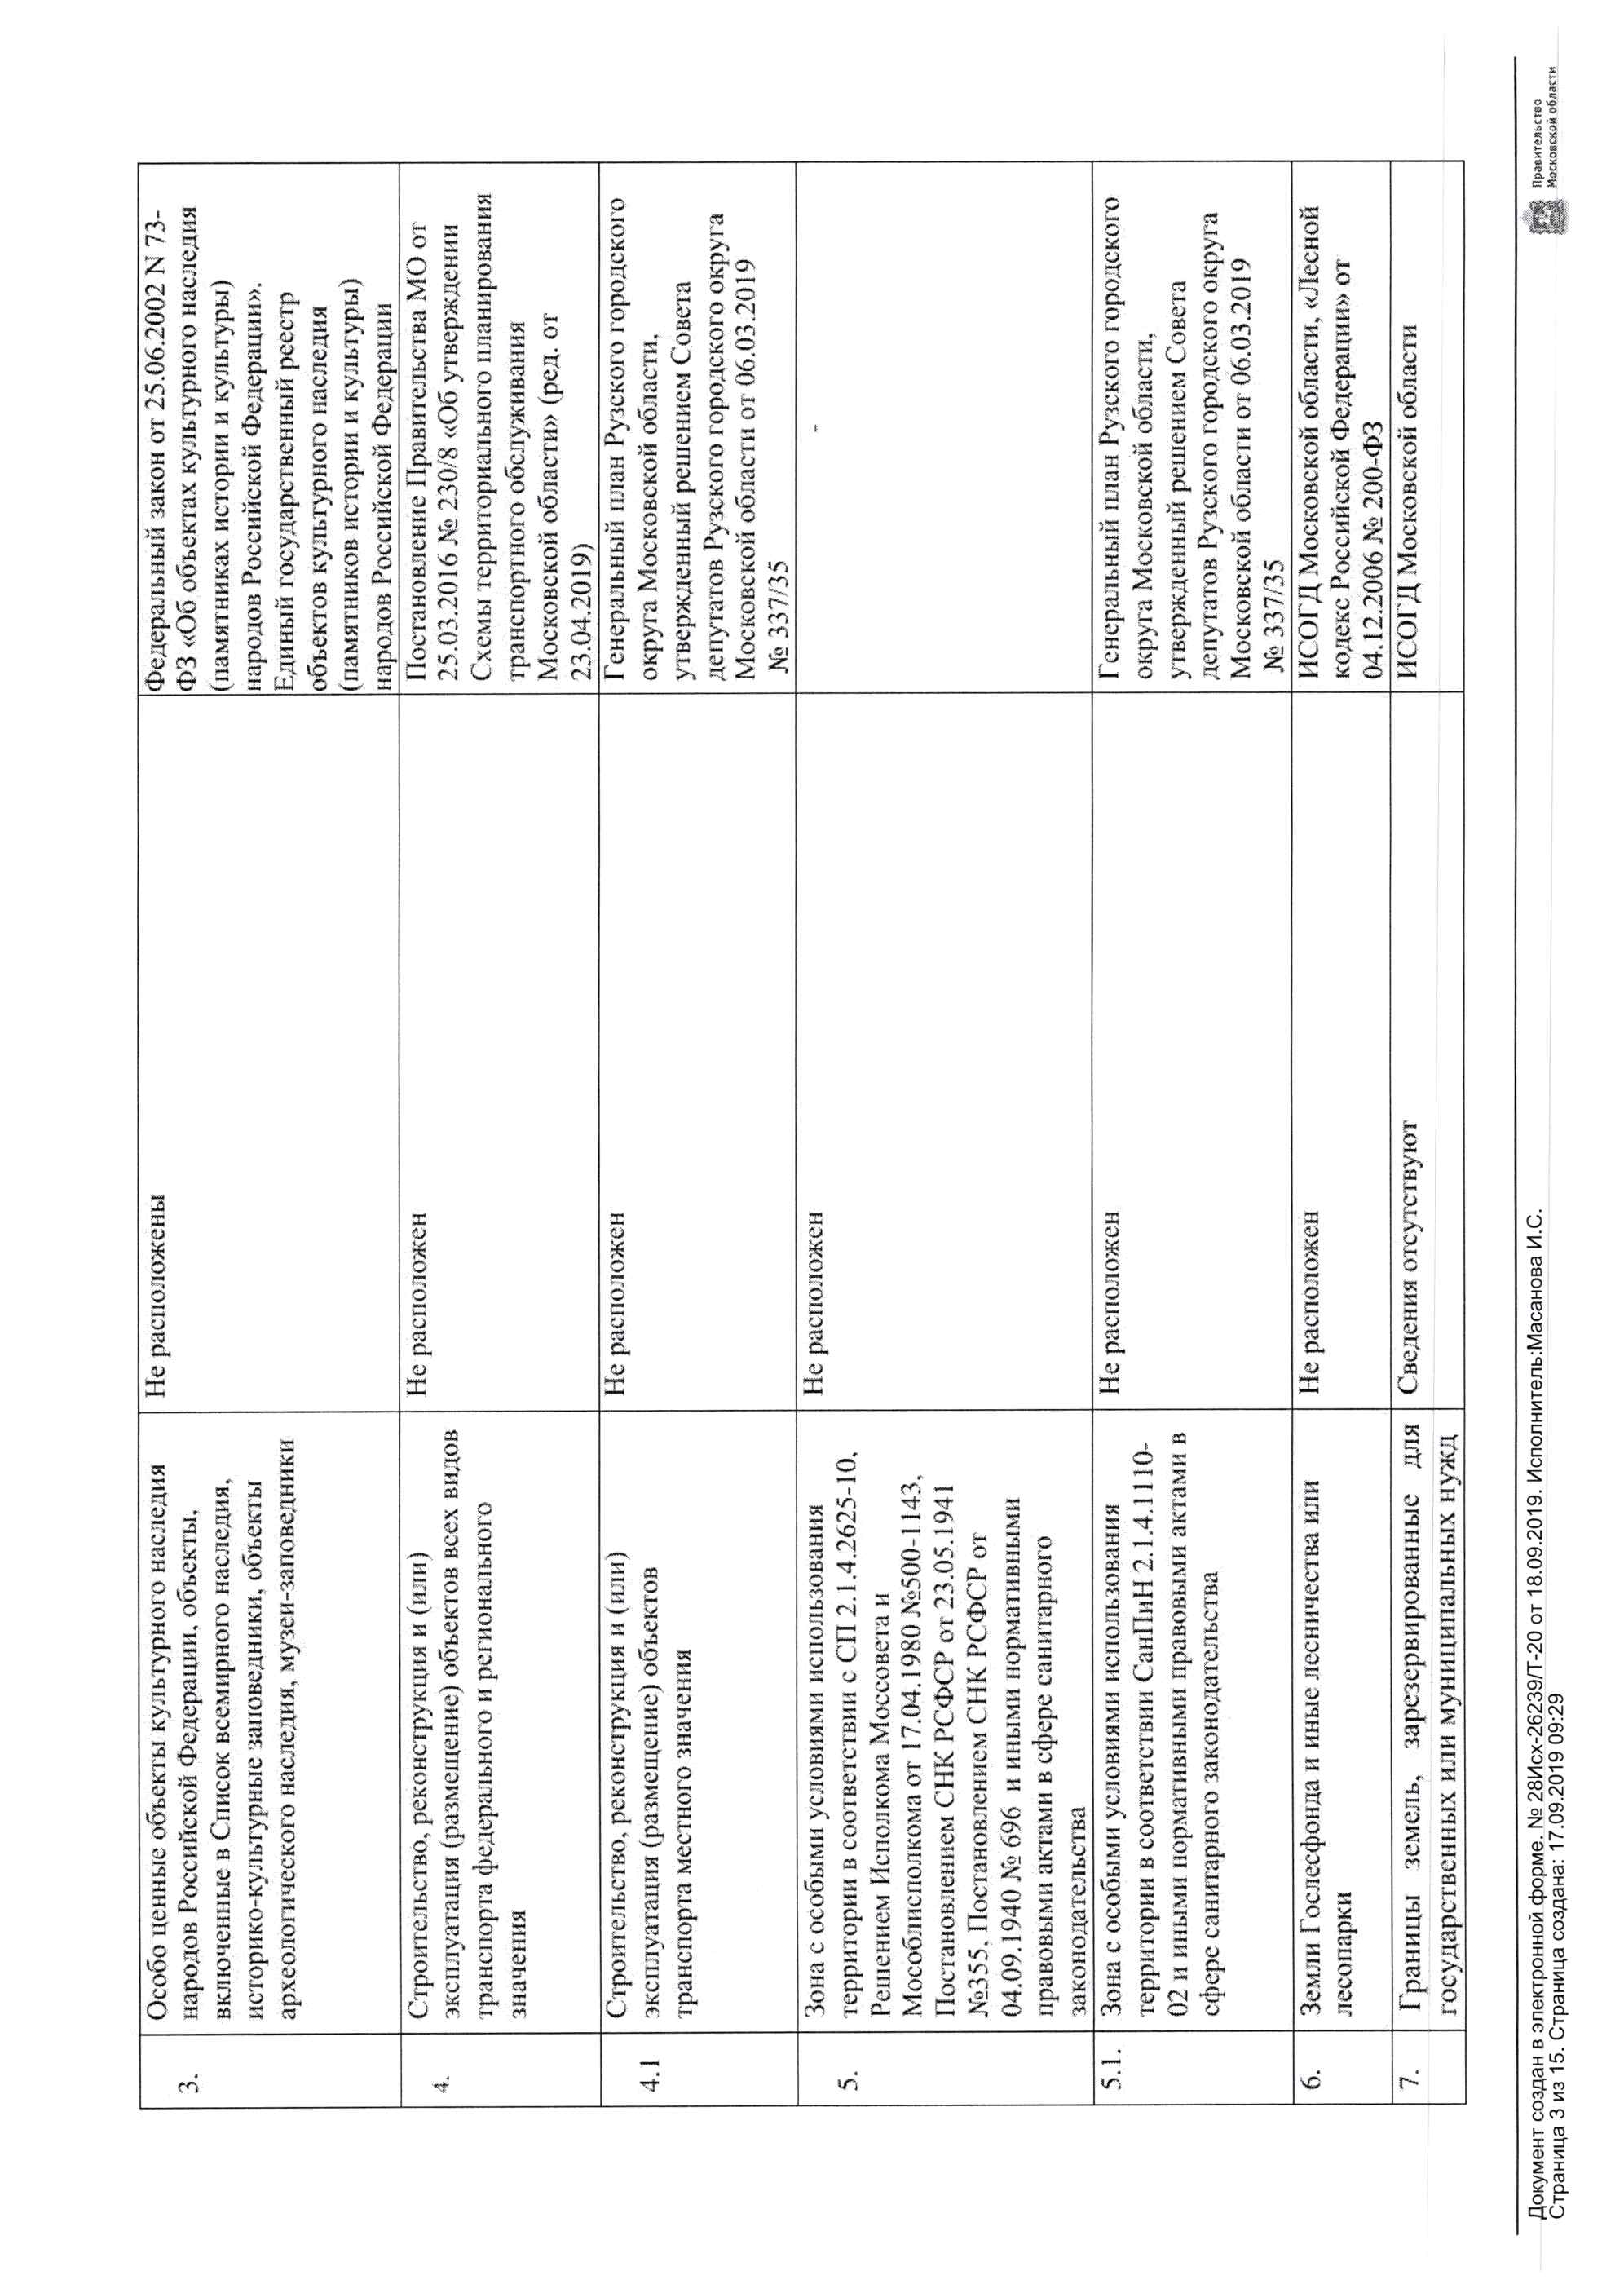 3.
Особо ценные объекты культурного наследия
народов Российской Федерации, объекты,
включенные в Список всемирного наследия,
историко-культурные заповедники, объекты
археологического наследия, музеи-заповедники
Не расположены
Федеральный закон от 25.06.2002 N 73-
ФЗ «Об объектах культурного наследия
(памятниках истории и культуры)
народов Российской Федерации».
Единый государственный реестр
объектов культурного наследия
(памятников истории и культуры)
народов Российской Федерации
4.
Строительство, реконструкция и (или)
эксплуатация (размещение) объектов всех видов
транспорта федерального и регионального
значения
Не расположен
Постановление Правительства МО от
25.03.2016 № 230/8 «Об утверждении
Схемы территориального планирования
транспортного обслуживания
Московской области» (ред. от
23.04.2019)
4.1
Строительство, реконструкция и (или)
эксплуатация (размещение) объектов
транспорта местного значения
Не расположен
Генеральный план Рузского городского
округа Московской области,
утвержденный решением Совета
депутатов Рузского городского округа
Московской области от 06.03.2019
№ 337/35
5.
Зона с особыми условиями использования
территории в соответствии с СП 2.1.4.2625-10,
Решением Исполкома Моссовета и
Мособлисполкома от 17.04.1980 №500-1143,
Постановлением СНК РСФСР от 23.05.1941
№355, Постановлением СНК РСФСР от
04.09.1940 № 696 и иными нормативными
правовыми актами в сфере санитарного
законодательства
Не расположен
-
5.1.
Зона с особыми условиями использования
территории в соответствии СанПиН 2.1.4.1110-
02 и иными нормативными правовыми актами в
сфере санитарного законодательства
Не расположен
Генеральный план Рузского городского
округа Московской области,
утвержденный решением Совета
депутатов Рузского городского округа
Московской области от 06.03.2019
№ 337/35
6.
Земли Гослесфонда и иные лесничества или
лесопарки
Не расположен
ИСОГД Московской области, «Лесной
кодекс Российской Федерации» от
04.12.2006 № 200-ФЗ
7.
Границы земель, зарезервированные для
государственных или муниципальных нужд
Сведения отсутствуют
ИСОГД Московской области
Документ создан в электронной форме. № 28Исх-26239/Т-20 от 18.09.2019. Исполнитель:Масанова И.С.
Страница 3 из 15. Страница создана: 17.09.2019 09:29
Правительство
Московской области